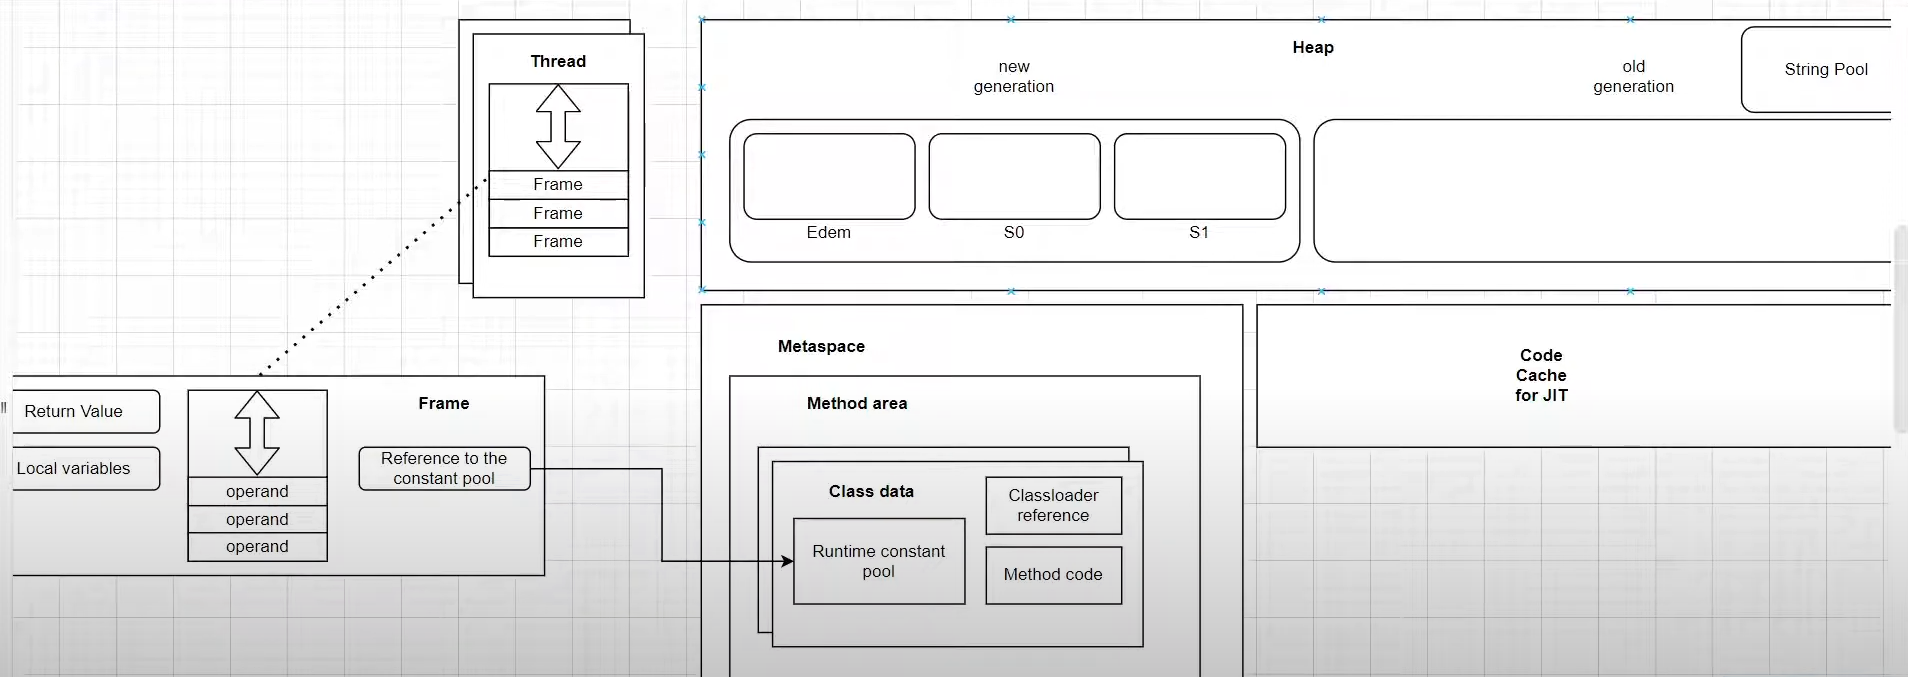 Thread
Frame
Frame
Frame
Heap
new
generation
old
generation
String Pool
Edem
S0
S1
Return Value
Local variables
operand
operand
operand
Frame
Reference to the
constant pool
Metaspace
Method area
Class data
Runtime constant
pool
Classloader
reference
Method code
Code
Cache
for JIT